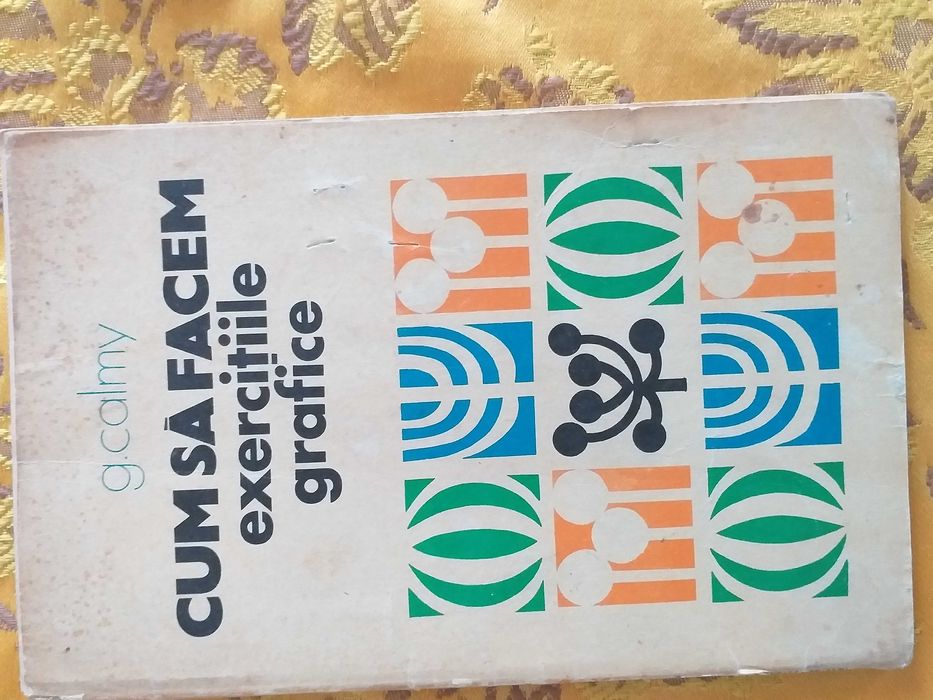 g.calmy
CUM SĂ FACEM
exercițiile
grafice